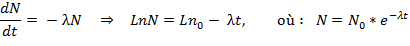 dN/dt = − λN ⇒ LnN = Ln₀ − λt, où : N = N₀ * e^{−λt}